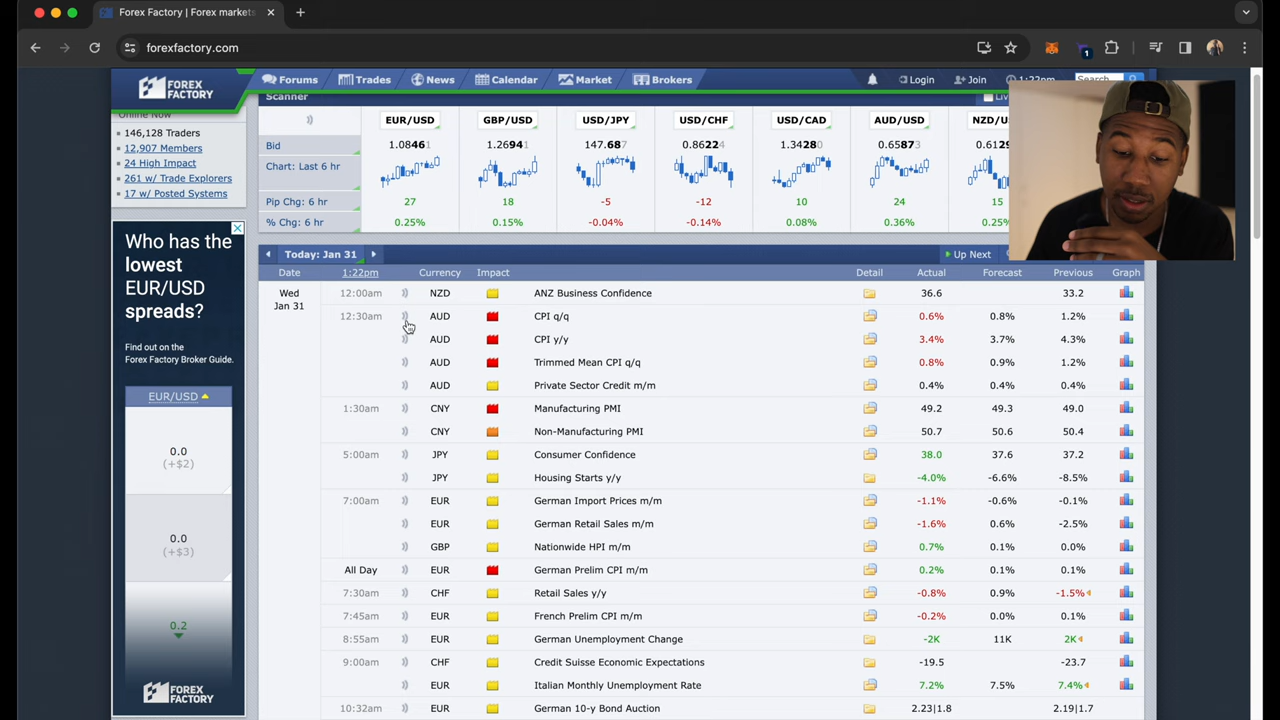 Forex Factory | Forex markets
forexfactory.com
1
FOREX FACTORY
Forums Trades News Calendar Market Brokers Login Join 1:22pm Search
Scanner
Online Now
146,128 Traders
12,907 Members
24 High Impact
261 w/ Trade Explorers
17 w/ Posted Systems
EUR/USD GBP/USD USD/JPY USD/CHF USD/CAD AUD/USD NZD/U
Bid 1.08461 1.26941 147.687 0.86224 1.34280 0.65873 0.6129
Chart: Last 6 hr
Pip Chg: 6 hr 27 18 -5 -12 10 24 15
% Chg: 6 hr 0.25% 0.15% -0.04% -0.14% 0.08% 0.36% 0.25%
Who has the lowest EUR/USD spreads?
Find out on the Forex Factory Broker Guide.
EUR/USD
0.0
(+$2)
0.0
(+$3)
0.2
FOREX FACTORY
Today: Jan 31 Up Next
Date 1:22pm Currency Impact Detail Actual Forecast Previous Graph
Wed Jan 31 12:00am NZD ANZ Business Confidence 36.6 33.2
12:30am AUD CPI q/q 0.6% 0.8% 1.2%
AUD CPI y/y 3.4% 3.7% 4.3%
AUD Trimmed Mean CPI q/q 0.8% 0.9% 1.2%
AUD Private Sector Credit m/m 0.4% 0.4% 0.4%
1:30am CNY Manufacturing PMI 49.2 49.3 49.0
CNY Non-Manufacturing PMI 50.7 50.6 50.4
5:00am JPY Consumer Confidence 38.0 37.6 37.2
JPY Housing Starts y/y -4.0% -6.6% -8.5%
7:00am EUR German Import Prices m/m -1.1% -0.5% -0.1%
EUR German Retail Sales m/m -1.6% 0.6% -2.5%
GBP Nationwide HPI m/m 0.7% 0.1% 0.0%
All Day EUR German Prelim CPI m/m 0.2% 0.1% 0.1%
7:30am CHF Retail Sales y/y -0.8% 0.9% -1.5%
7:45am EUR French Prelim CPI m/m -0.2% 0.0% 0.1%
8:55am EUR German Unemployment Change -2K 11K 2K
9:00am CHF Credit Suisse Economic Expectations -19.5 -23.7
EUR Italian Monthly Unemployment Rate 7.2% 7.5% 7.4%
10:32am EUR German 10-y Bond Auction 2.23|1.8 2.19|1.7